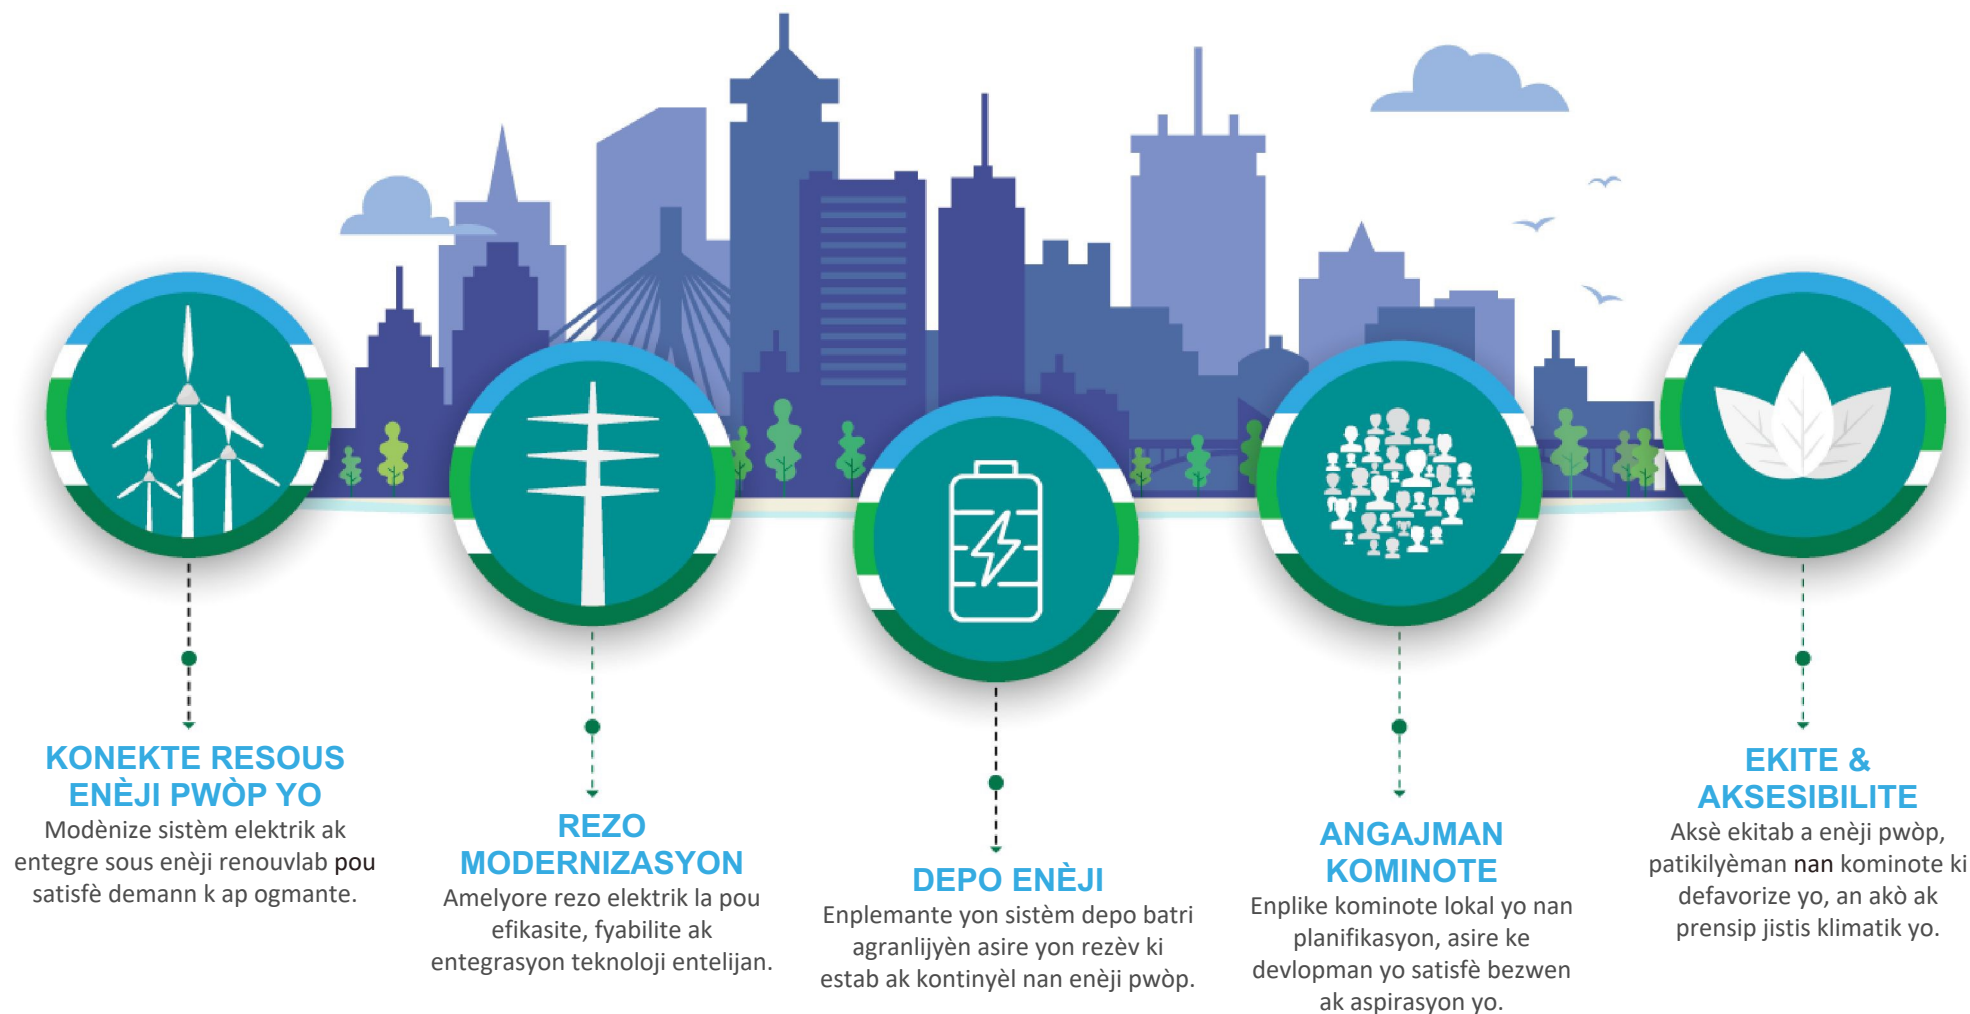 KONEKTE RESOUS
ENÈJI PWÒP YO
Modènize sistèm elektrik ak
entegre sous enèji renouvlab pou
satisfè demann k ap ogmante.
REZO
MODERNIZASYON
Amelyore rezo elektrik la pou
efikasite, fyabilite ak
entegrasyon teknoloji entelijan.
DEPO ENÈJI
Enplemante yon sistèm depo batri
agranlijyèn asire yon rezèv ki
estab ak kontinyèl nan enèji pwòp.
ANGAJMAN
KOMINOTE
Enplike kominote lokal yo nan
planifikasyon, asire ke
devlopman yo satisfè bezwen
ak aspirasyon yo.
EKITE &
AKSESIBILITE
Aksè ekitab a enèji pwòp,
patikilyèman nan kominote ki
defavorize yo, an akò ak
prensip jistis klimatik yo.